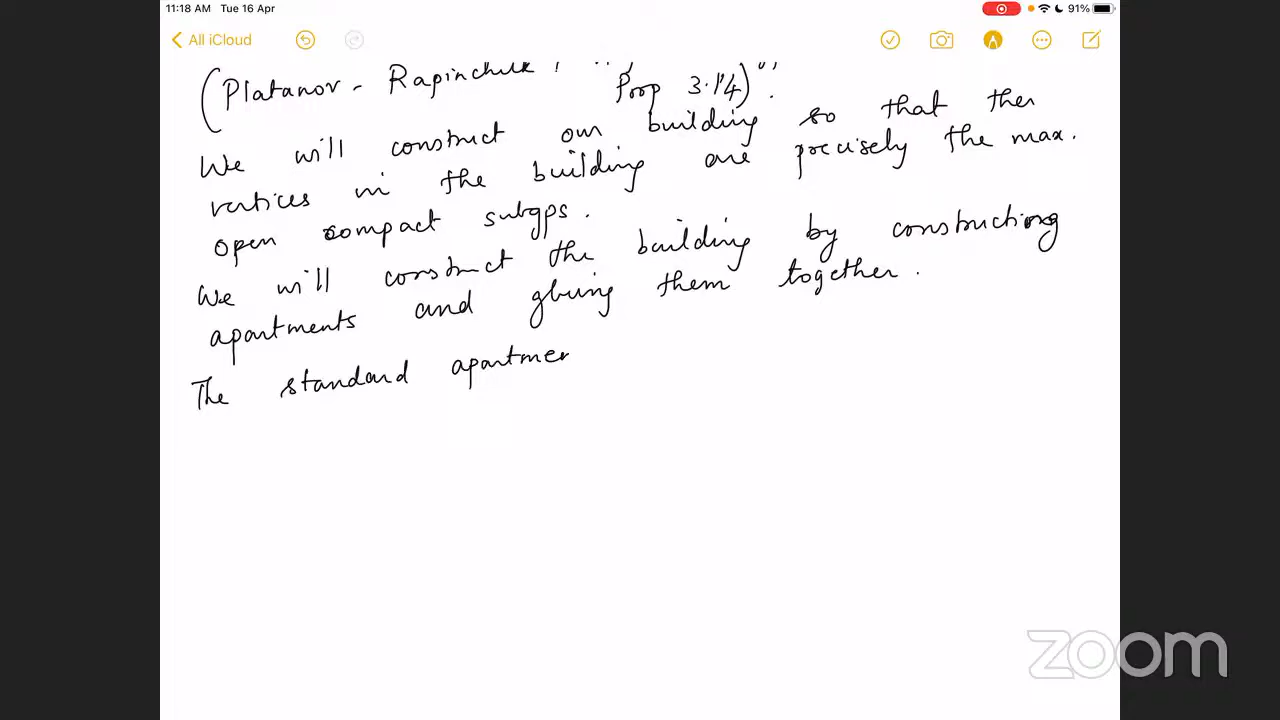 11:18 AM Tue 16 Apr
91%
All iCloud
(Platanov - Rapinchuk,
Prop 3.14).
We will construct our building so that the
vertices in the building are precisely the max.
open compact subgps.
We will construct the building by constructing
apartments and gluing them together.
The standard apartmen
zoom